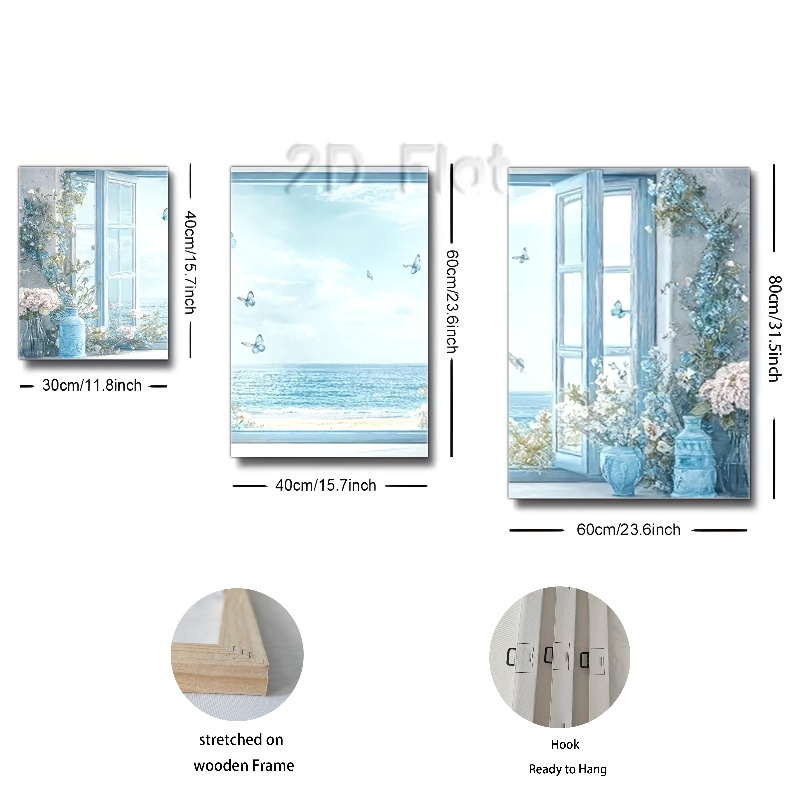 2D Flat
40cm/15.7inch
30cm/11.8inch
60cm/23.6inch
40cm/15.7inch
80cm/31.5inch
60cm/23.6inch
stretched on
wooden Frame
Hook
Ready to Hang